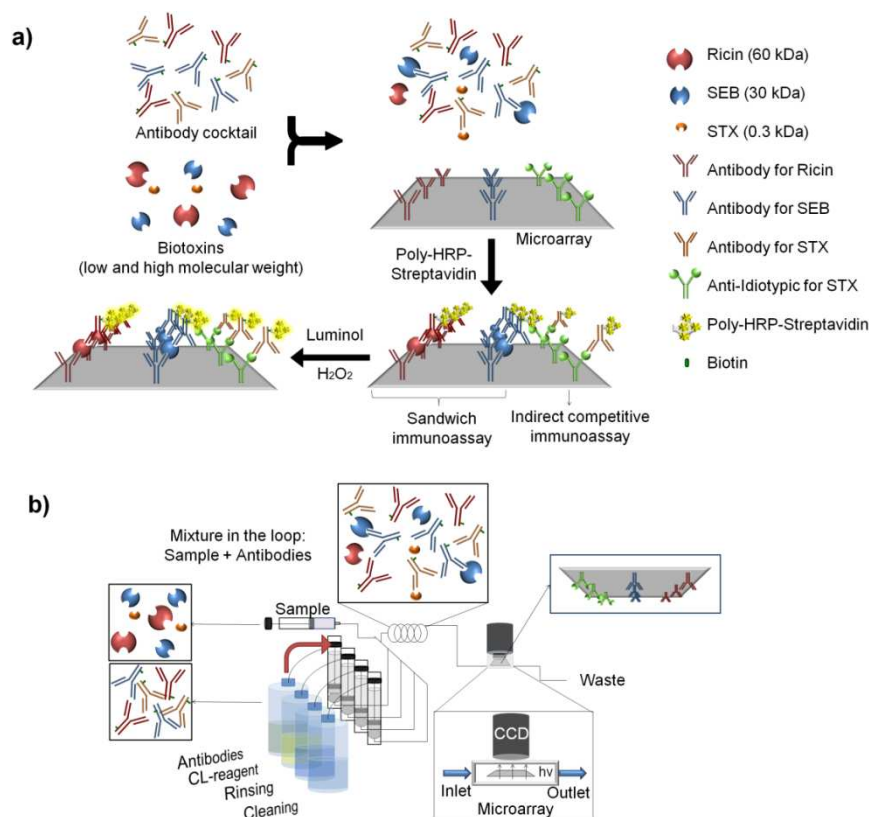 a)
Antibody cocktail
Biotoxins
(low and high molecular weight)
Microarray
Poly-HRP-
Streptavidin
Luminol
H₂O₂
Sandwich
immunoassay
Indirect competitive
immunoassay
Ricin (60 kDa)
SEB (30 kDa)
STX (0.3 kDa)
Antibody for Ricin
Antibody for SEB
Antibody for STX
Anti-Idiotypic for STX
Poly-HRP-Streptavidin
Biotin
b)
Mixture in the loop:
Sample + Antibodies
Sample
Antibodies
CL-reagent
Rinsing
Cleaning
Waste
CCD
hν
Inlet
Outlet
Microarray